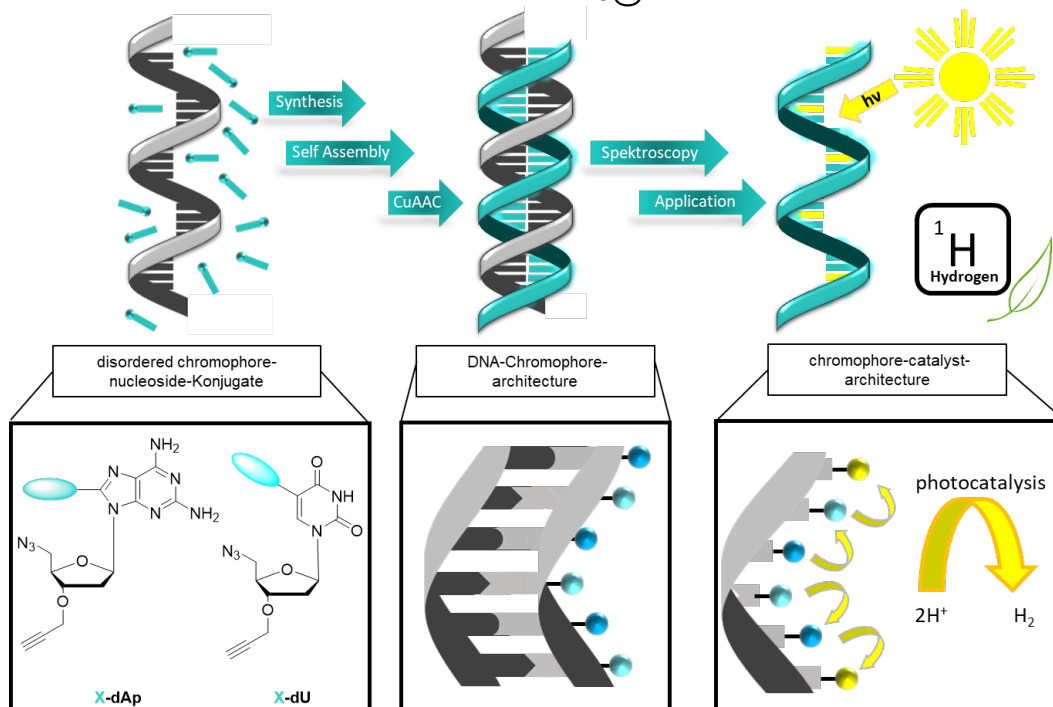 Synthesis
Self Assembly
CuAAC
Spektroscopy
Application
hv
1
H
Hydrogen
disordered chromophore-
nucleoside-Konjugate
DNA-Chromophore-
architecture
chromophore-catalyst-
architecture
NH₂
N
N
N
N
NH₂
N₃
O
O
X-dAp
O
NH
N
O
N₃
O
O
X-dU
photocatalysis
2H⁺
H₂